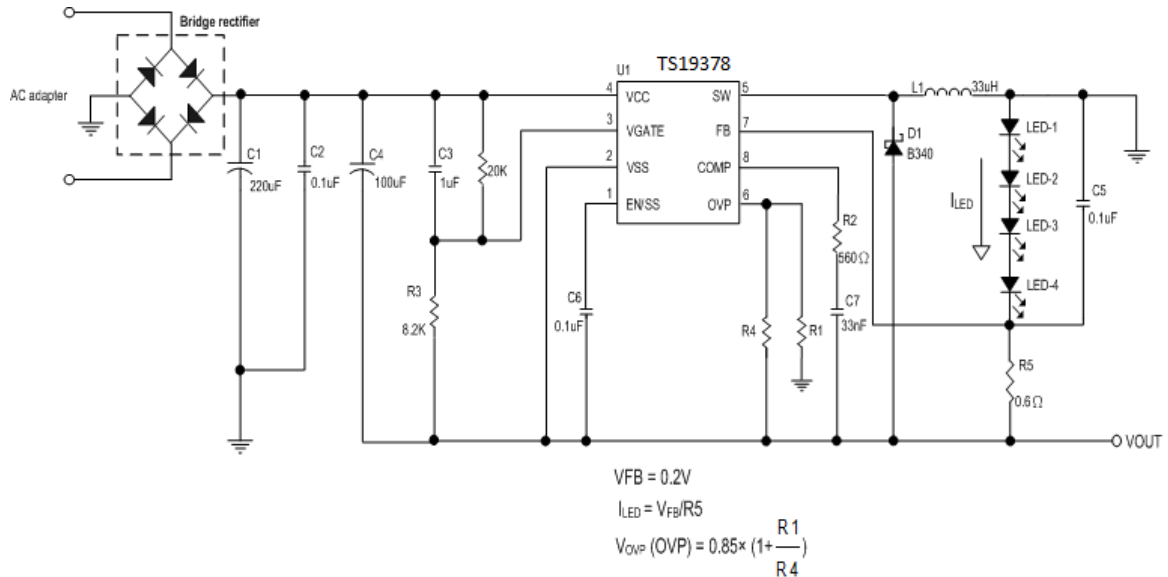 Bridge rectifier
AC adapter
U1
TS19378
4
VCC
SW
5
3
VGATE
FB
7
2
VSS
COMP
8
1
EN/SS
OVP
6
L1
33uH
C1
220uF
C2
0.1uF
C4
100uF
C3
1uF
20K
R3
8.2K
C6
0.1uF
R4
R1
R2
560Ω
C7
33nF
D1
B340
LED-1
LED-2
LED-3
LED-4
ILED
C5
0.1uF
R5
0.6Ω
VOUT
VFB = 0.2V
ILED = VFB/R5
VOVP (OVP) = 0.85× (1+ R1/R4)